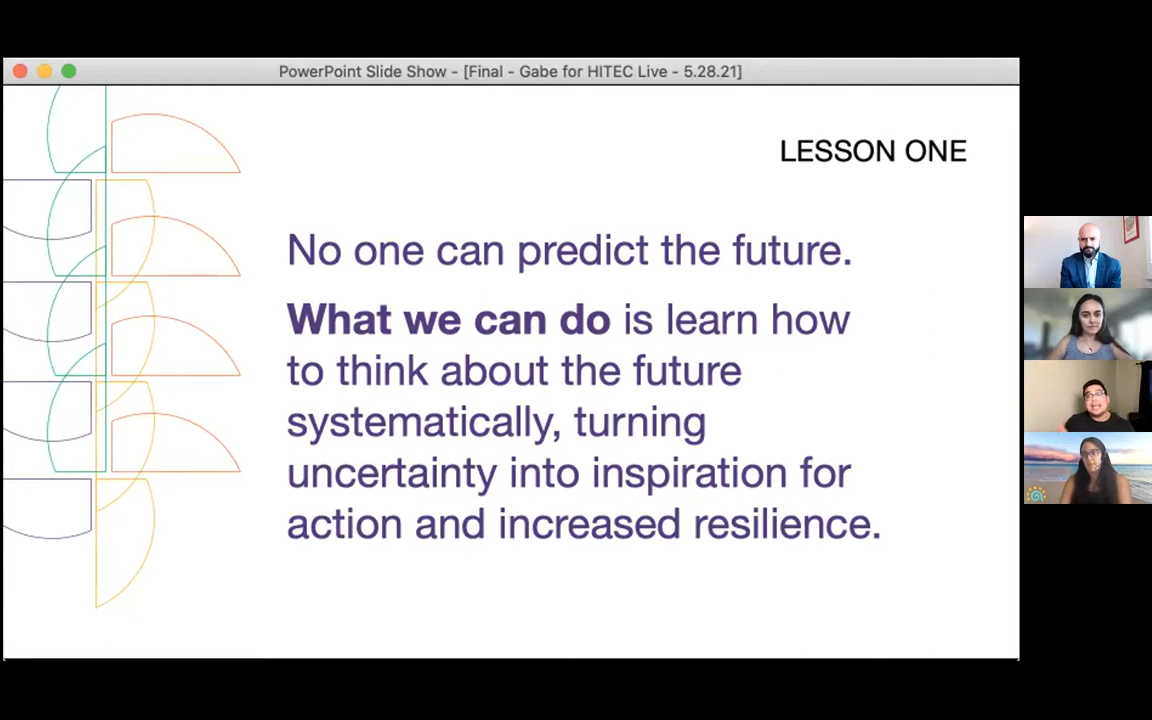 PowerPoint Slide Show - [Final - Gabe for HITEC Live - 5.28.21]
LESSON ONE
No one can predict the future.
What we can do is learn how
to think about the future
systematically, turning
uncertainty into inspiration for
action and increased resilience.